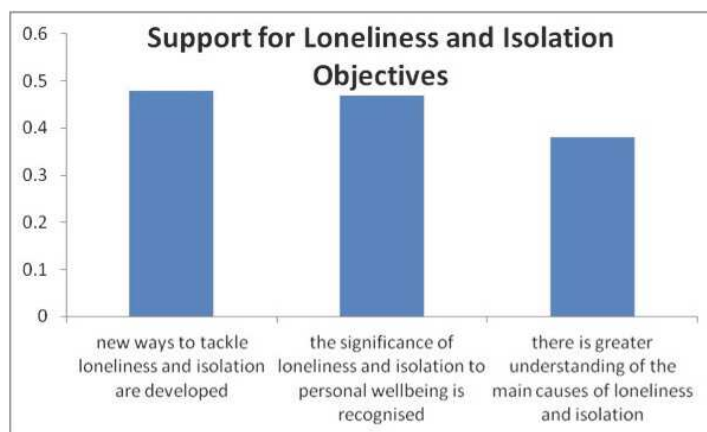 Support for Loneliness and Isolation
Objectives
0.6
0.5
0.4
0.3
0.2
0.1
0
new ways to tackle
loneliness and isolation
are developed
the significance of
loneliness and isolation to
personal wellbeing is
recognised
there is greater
understanding of the
main causes of loneliness
and isolation